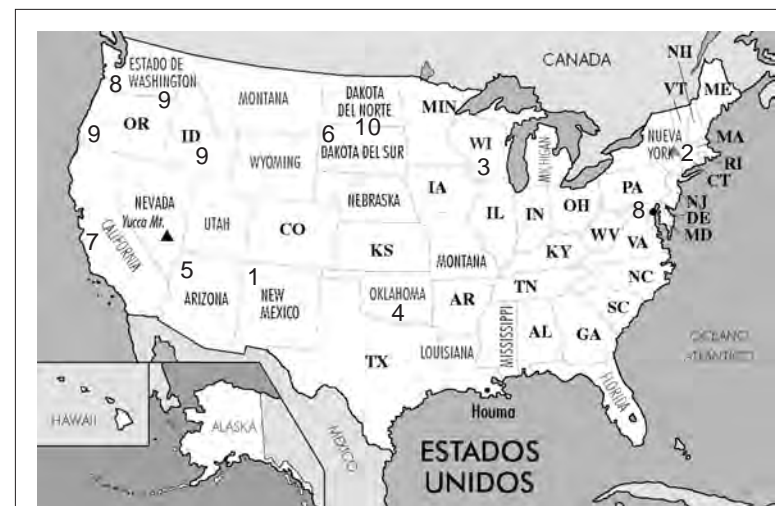 CANADA
NH
ESTADO DE
WASHINGTON
8
9
MONTANA
DAKOTA
DEL NORTE
10
MIN
VT
ME
9
OR
ID
9
6
DAKOTA DEL SUR
WI
3
MICHIGAN
NUEVA
YORK
2
MA
RI
CT
WYOMING
NEBRASKA
IA
PA
NJ
DE
MD
8
NEVADA
Yucca Mt.
UTAH
CO
IL
IN
OH
WV
VA
7
CALIFORNIA
KS
MONTANA
KY
NC
5
ARIZONA
1
NEW
MEXICO
OKLAHOMA
4
AR
TN
SC
MISSISSIPPI
AL
GA
OCEANO
ATLÁNTICO
TX
LOUISIANA
FLORIDA
Houma
HAWAII
ALASKA
MEXICO
ESTADOS
UNIDOS